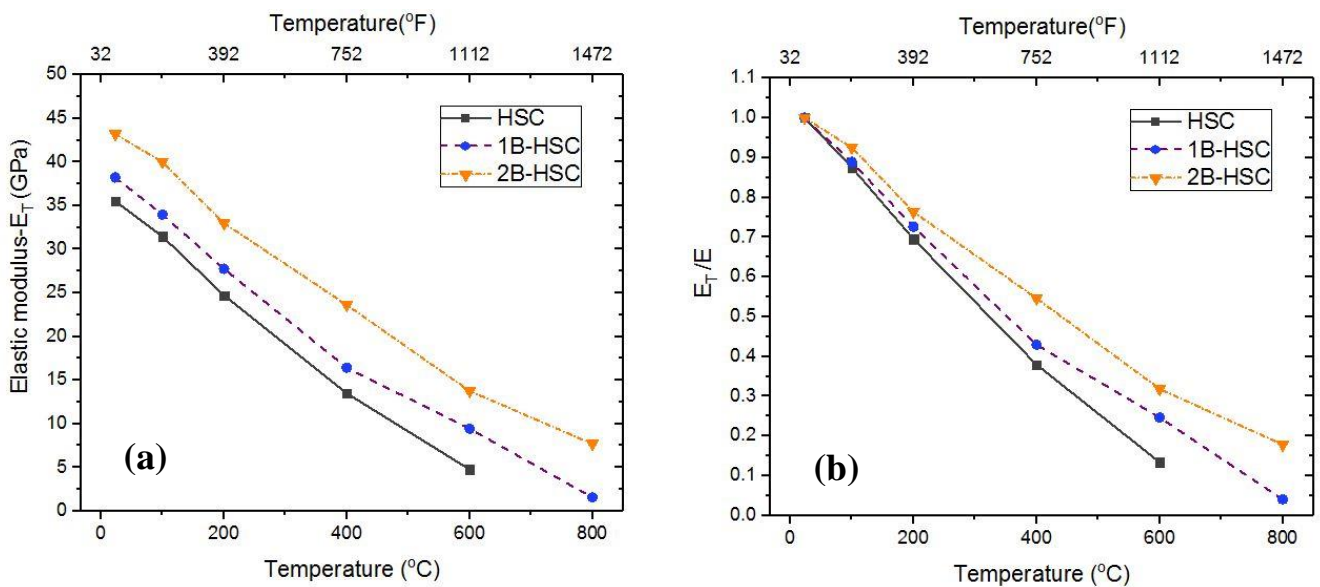 Temperature(°F)
32 392 752 1112 1472
50
45
40
35
30
25
20
15
10
5
0
Elastic modulus-E_T (GPa)
HSC
1B-HSC
2B-HSC
(a)
0 200 400 600 800
Temperature (°C)
Temperature(°F)
32 392 752 1112 1472
1.1
1.0
0.9
0.8
0.7
0.6
0.5
0.4
0.3
0.2
0.1
0.0
E_T /E
HSC
1B-HSC
2B-HSC
(b)
0 200 400 600 800
Temperature (°C)